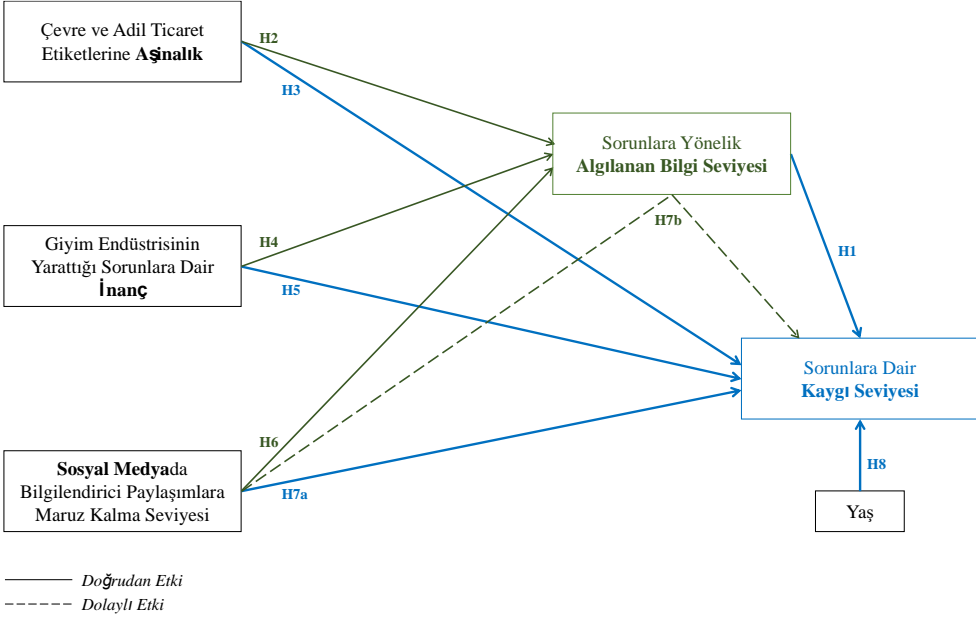 Çevre ve Adil Ticaret
Etiketlerine Aşinalık
H2
H3
Sorunlara Yönelik
Algılanan Bilgi Seviyesi
H7b
H1
Giyim Endüstrisinin
Yarattığı Sorunlara Dair
İnanç
H4
H5
Sorunlara Dair
Kaygı Seviyesi
H8
Yaş
Sosyal Medyada
Bilgilendirici Paylaşımlara
Maruz Kalma Seviyesi
H6
H7a
Doğrudan Etki
Dolaylı Etki